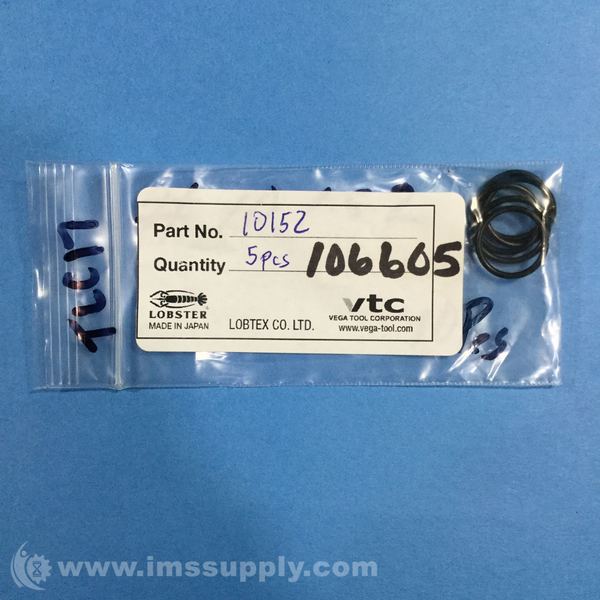 TLC17
Part No. 10152
Quantity 5pcs 106605
LOBSTER
MADE IN JAPAN
LOBTEX CO. LTD.
vtc
VEGA TOOL CORPORATION
www.vega-tool.com
Pcs
www.imssupply.com